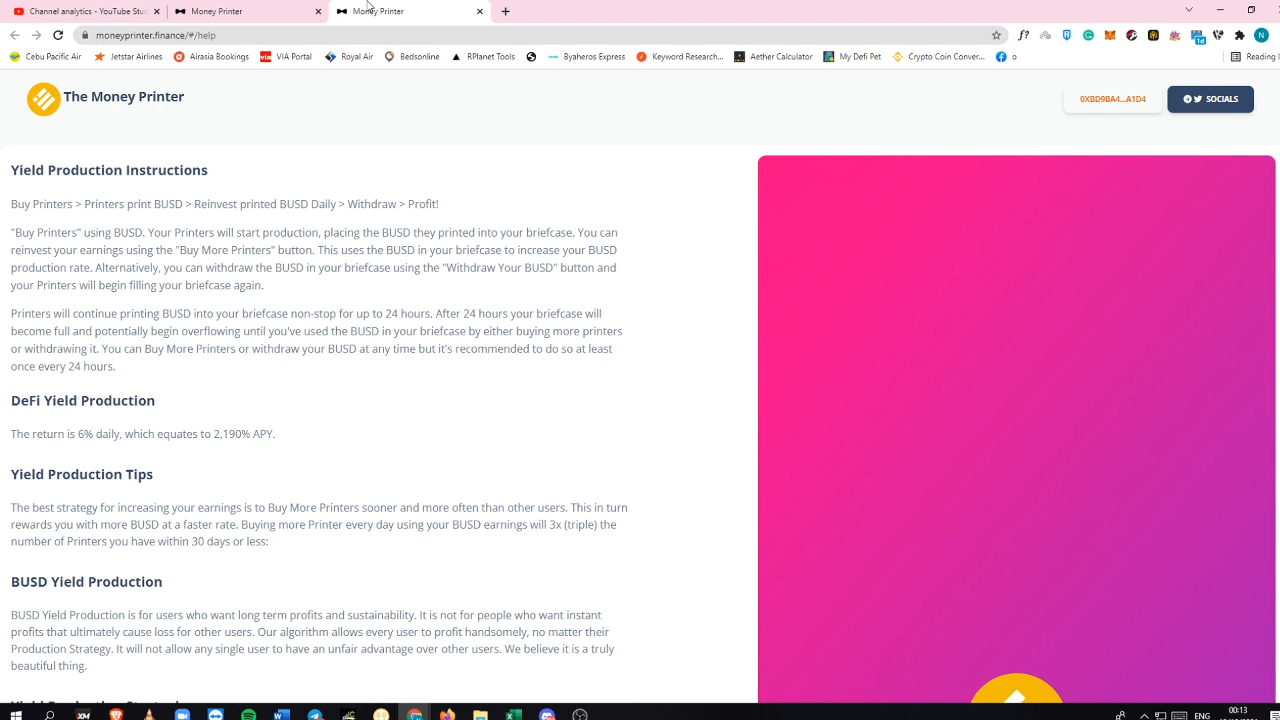 Channel analytics - YouTube Stu
Money Printer
Money Printer
moneyprinter.finance/#/help
Cebu Pacific Air
Jetstar Airlines
Airasia Bookings
VIA Portal
Royal Air
Bedsonline
RPlanet Tools
Byaheros Express
Keyword Research...
Aether Calculator
My Defi Pet
Crypto Coin Conver...
o
Reading l
The Money Printer
0XBD9BA4...A1D4
SOCIALS
Yield Production Instructions
Buy Printers > Printers print BUSD > Reinvest printed BUSD Daily > Withdraw > Profit!
"Buy Printers" using BUSD. Your Printers will start production, placing the BUSD they printed into your briefcase. You can
reinvest your earnings using the "Buy More Printers" button. This uses the BUSD in your briefcase to increase your BUSD
production rate. Alternatively, you can withdraw the BUSD in your briefcase using the "Withdraw Your BUSD" button and
your Printers will begin filling your briefcase again.
Printers will continue printing BUSD into your briefcase non-stop for up to 24 hours. After 24 hours your briefcase will
become full and potentially begin overflowing until you've used the BUSD in your briefcase by either buying more printers
or withdrawing it. You can Buy More Printers or withdraw your BUSD at any time but it's recommended to do so at least
once every 24 hours.
DeFi Yield Production
The return is 6% daily, which equates to 2,190% APY.
Yield Production Tips
The best strategy for increasing your earnings is to Buy More Printers sooner and more often than other users. This in turn
rewards you with more BUSD at a faster rate. Buying more Printer every day using your BUSD earnings will 3x (triple) the
number of Printers you have within 30 days or less:
BUSD Yield Production
BUSD Yield Production is for users who want long term profits and sustainability. It is not for people who want instant
profits that ultimately cause loss for other users. Our algorithm allows every user to profit handsomely, no matter their
Production Strategy. It will not allow any single user to have an unfair advantage over other users. We believe it is a truly
beautiful thing.
ENG
00:13